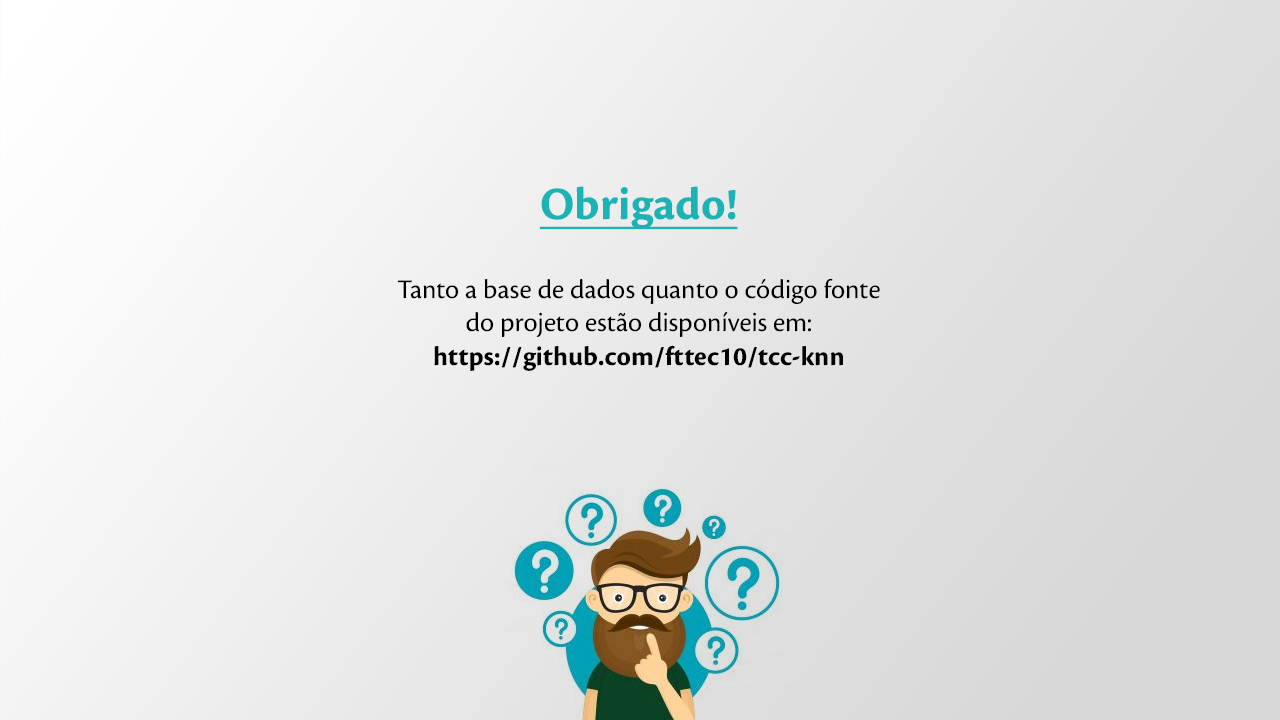 Obrigado!
Tanto a base de dados quanto o código fonte
do projeto estão disponíveis em:
https://github.com/fttec10/tcc-knn
?
?
?
?
?
?
?